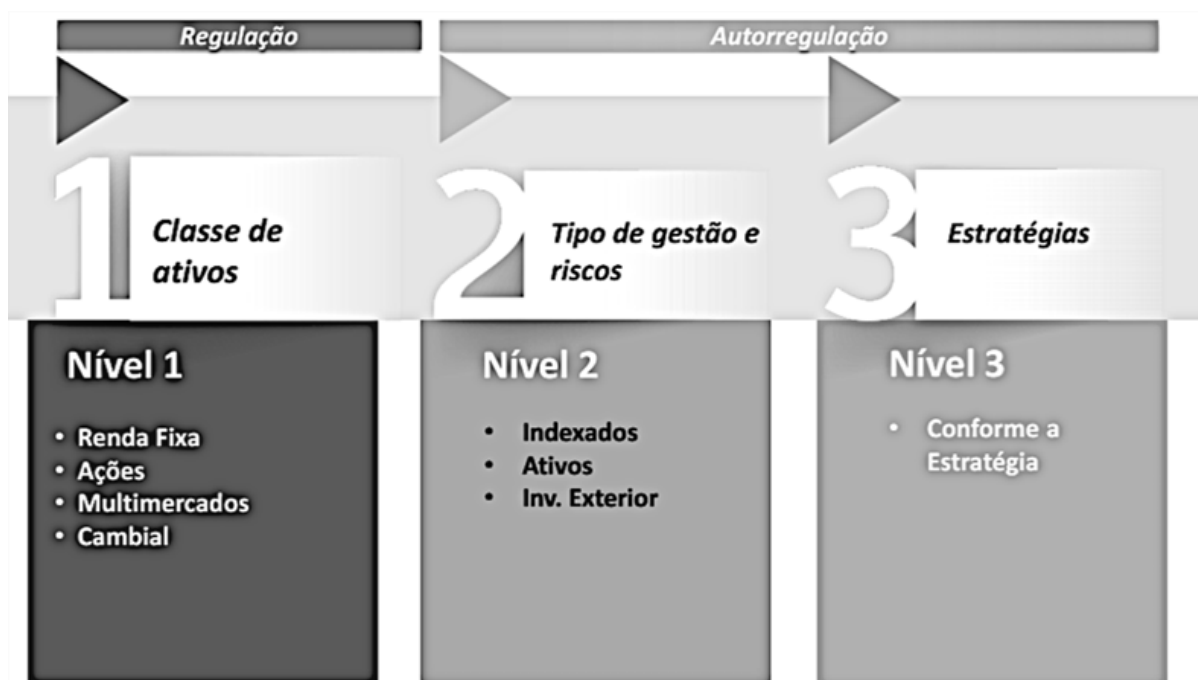 Regulação
Autorregulação
1
Classe de
ativos
2
Tipo de gestão e
riscos
3
Estratégias
Nível 1
• Renda Fixa
• Ações
• Multimercados
• Cambial
Nível 2
• Indexados
• Ativos
• Inv. Exterior
Nível 3
• Conforme a
Estratégia